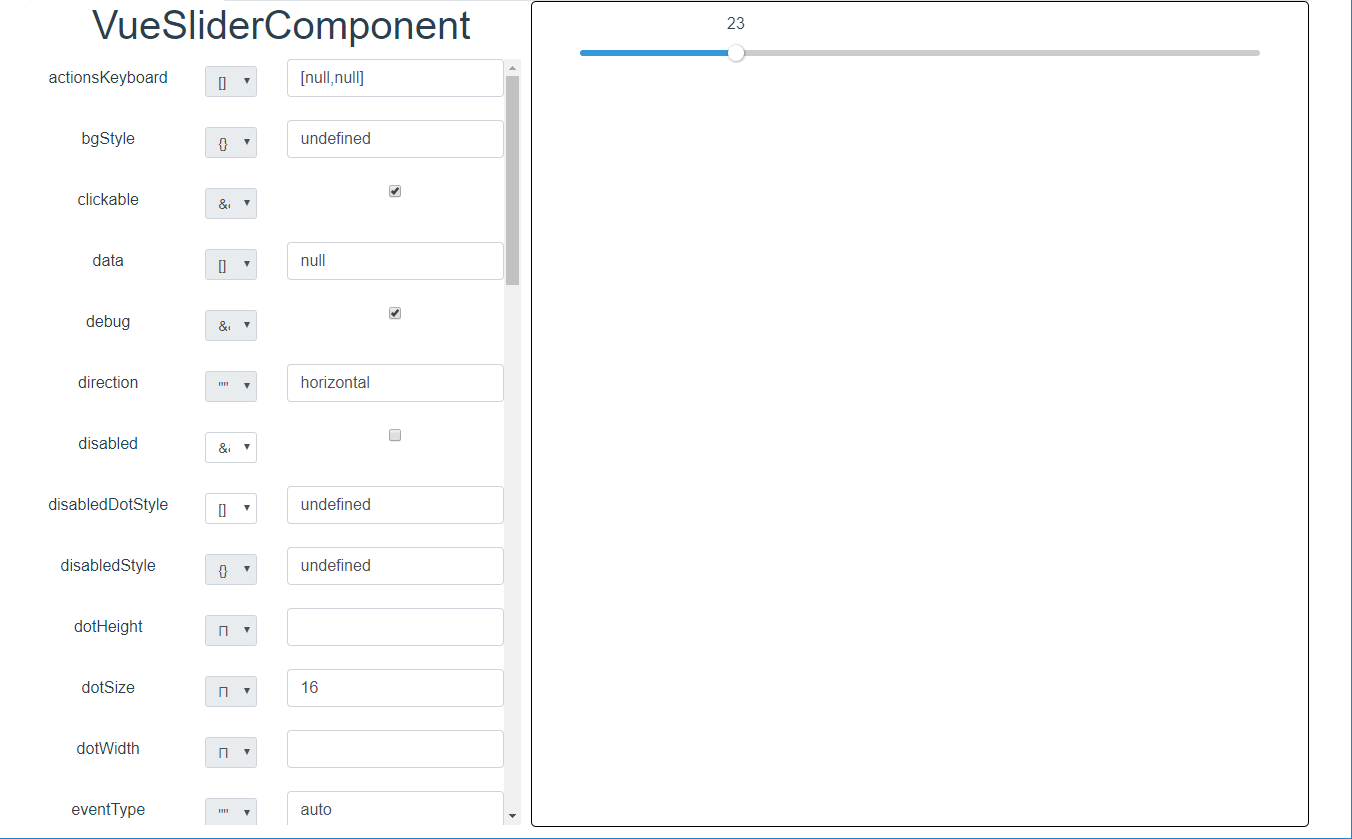 VueSliderComponent
23
actionsKeyboard [] [null,null]
bgStyle {} undefined
clickable
data [] null
debug
direction "" horizontal
disabled
disabledDotStyle [] undefined
disabledStyle {} undefined
dotHeight ∏
dotSize ∏ 16
dotWidth ∏
eventType "" auto